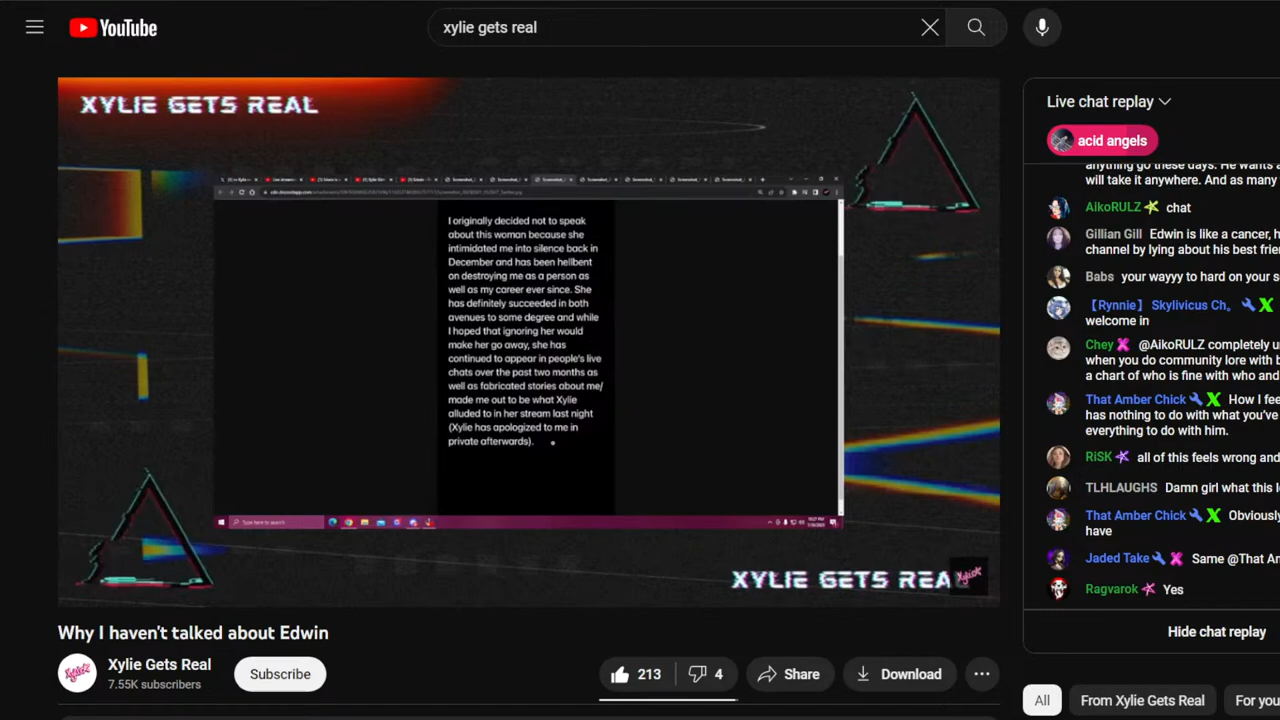 YouTube
xylie gets real
XYLIE GETS REAL
I originally decided not to speak
about this woman because she
intimidated me into silence back in
December and has been hellbent
on destroying me as a person as
well as my career ever since. She
has definitely succeeded in both
avenues to some degree and while
I hoped that ignoring her would
make her go away, she has
continued to appear in people's live
chats over the past two months as
well as fabricated stories about me/
made me out to be what Xylie
alluded to in her stream last night
(Xylie has apologized to me in
private afterwards).
Type here to search
XYLIE GETS REA
Why I haven't talked about Edwin
Xylie Gets Real
7.55K subscribers
Subscribe
213
4
Share
Download
Live chat replay
acid angels
anything go these days. He wants a
will take it anywhere. And as many
AikoRULZ chat
Gillian Gill Edwin is like a cancer, h
channel by lying about his best frie
Babs your wayyy to hard on your s
【Rynnie】 Skylivicus Ch。
welcome in
Chey @AikoRULZ completely u
when you do community lore with b
a chart of who is fine with who and
That Amber Chick How I fee
has nothing to do with what you've
everything to do with him.
RiSK all of this feels wrong and
TLHLAUGHS Damn girl what this l
That Amber Chick Obviously
have
Jaded Take Same @That A
Ragvarok Yes
Hide chat replay
All
From Xylie Gets Real
For you